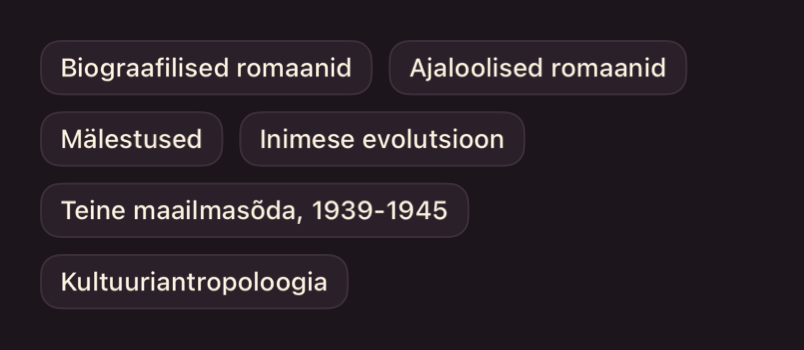 Biograafilised romaanid Ajaloolised romaanid
Mälestused Inimese evolutsioon
Teine maailmasõda, 1939-1945
Kultuuriantropoloogia